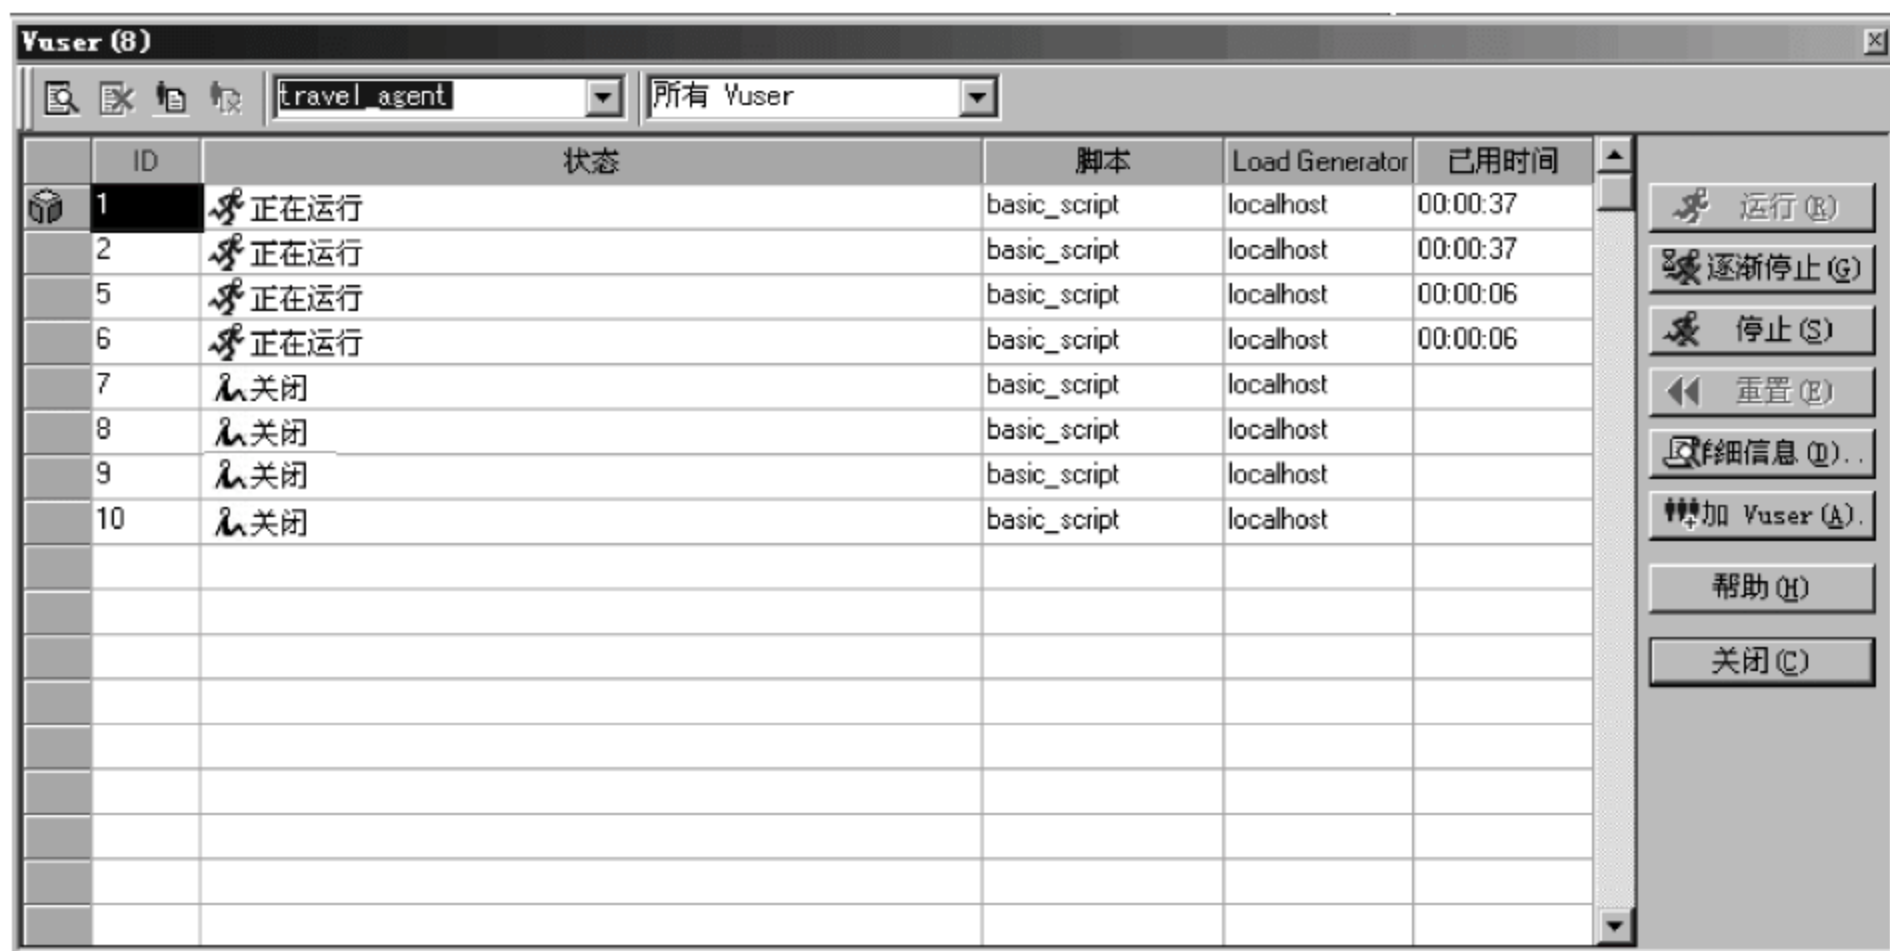 Vuser (8)
travel_agent 所有 Vuser
ID 状态 脚本 Load Generator 已用时间
1 正在运行 basic_script localhost 00:00:37
2 正在运行 basic_script localhost 00:00:37
5 正在运行 basic_script localhost 00:00:06
6 正在运行 basic_script localhost 00:00:06
7 关闭 basic_script localhost
8 关闭 basic_script localhost
9 关闭 basic_script localhost
10 关闭 basic_script localhost
运行(R)
逐渐停止(G)
停止(S)
重置(E)
详细信息(D)..
加 Vuser(A).
帮助(H)
关闭(C)